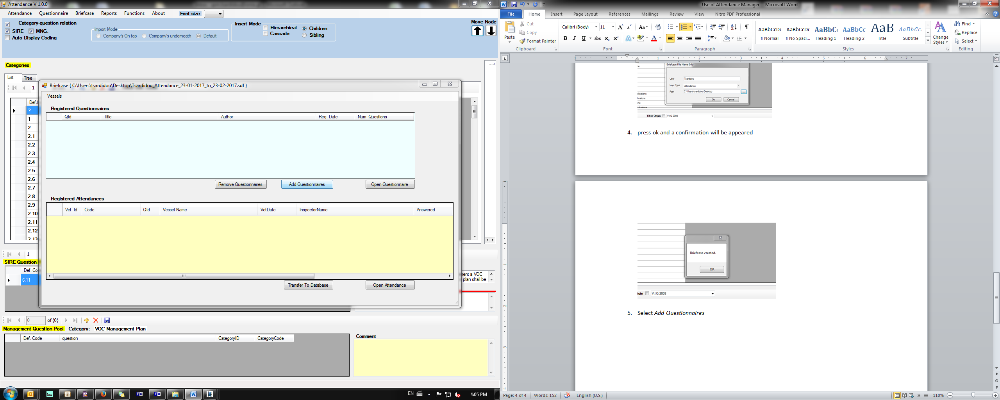 Attendance V 1.0.0
Attendance Questionnaire Briefcase Reports Functions About Font size
Category-question relation
SIRE MNG.
Auto Display Coding
Import Mode
Company's On top Company's underneath Default
Insert Mode
Hierarchical Children
Cascade Sibling
Move Node
Categories
List Tree
1
?
1
2
2.1
2.2
2.3
2.4
2.5
2.6
2.7
2.8
2.9
2.10
2.11
2.12
2.13
Briefcase { C:\Users\tsardidou\Desktop\Tsardidou_Attendance_23-01-2017_to_23-02-2017.sdf }
Vessels
Registered Questionnaires
QId Title Author Reg. Date Num .Questions
Remove Questionnaires Add Questionnaires Open Questionnaire
Registered Attendances
Vet. Id Code QId Vessel Name VetDate InspectorName Answered
Transfer To Database Open Attendance
1
SIRE Question
Def. Co
6.11
nent a VOC
plan shall be
0 of {0}
Management Question Pool Category: VOC Management Plan
Def. Code question CategoryID CategoryCode
Comment
EN 4:05 PM
Use of Attendance Manager - Microsoft Word
File Home Insert Page Layout References Mailings Review View Nitro PDF Professional
Paste
Cut
Copy
Format Painter
Clipboard
Calibri (Body) 11
Font
Paragraph
AaBbCcDc AaBbCcDc AaBbCc AaBbCc AaB AaBbCc.
¶ Normal ¶ No Spaci... Heading 1 Heading 2 Title Subtitle
Change Styles
Styles
Find
Replace
Select
Editing
1 1 2 3 4 5 6 7
Briefcase File Name Info
User Tsardidou
Insp. Type Attendance
Path C:\Users\tsardidou\Desktop
Ok Cancel
Filter Origin V.I.Q 2008
4. press ok and a confirmation will be appeared
Briefcase created.
OK
igin V.I.Q 2008
5. Select Add Questionnaires
Page: 4 of 4 Words: 152 English (U.S.) 110%